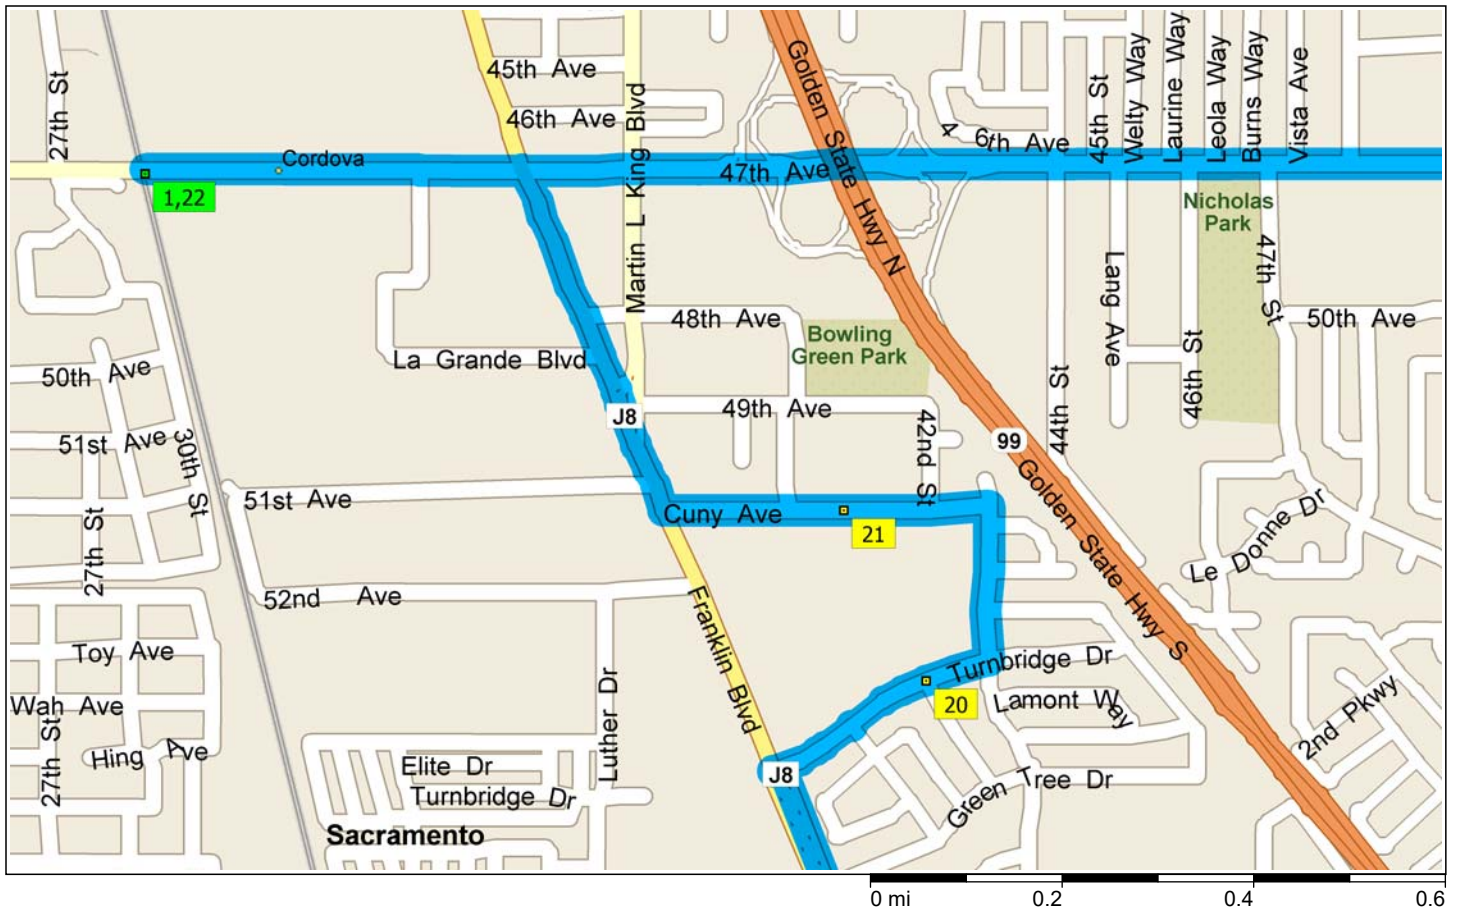 45th Ave
27th St
46th Ave
Martin L King Blvd
Golden State Hwy N
4 6th Ave
45th St
Welty Way
Laurine Way
Leola Way
Burns Way
Vista Ave
Cordova
47th Ave
1,22
Nicholas
Park
47th St
Lang Ave
48th Ave
50th Ave
Bowling
Green Park
La Grande Blvd
50th Ave
46th St
44th St
J8
49th Ave
42nd St
99
51st Ave
30th St
51st Ave
Cuny Ave
21
Golden State Hwy S
Le Donne Dr
27th St
52nd Ave
Franklin Blvd
Toy Ave
Turnbridge Dr
20
Lamont Way
Wah Ave
Luther Dr
2nd Pkwy
27th St
Hing Ave
Elite Dr
J8
Turnbridge Dr
Green Tree Dr
Sacramento
0 mi
0.2
0.4
0.6